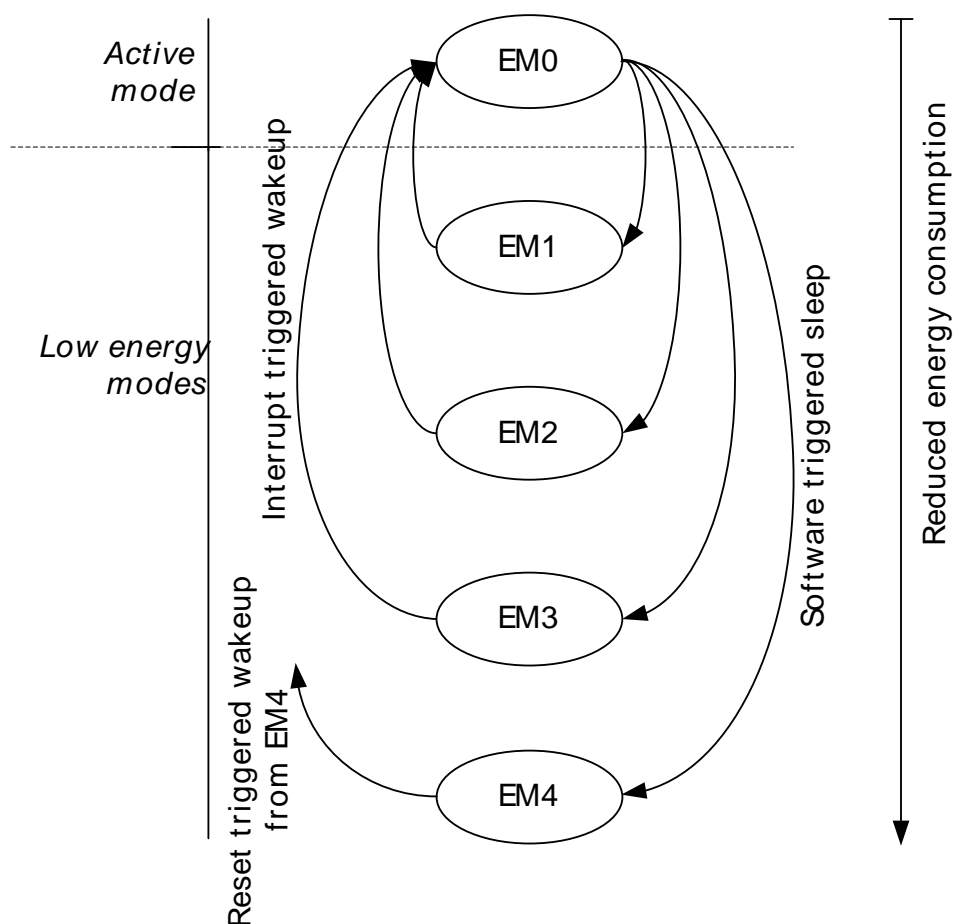 Active
mode
EM0
Interrupt triggered wakeup
EM1
Low energy
modes
EM2
Software triggered sleep
Reduced energy consumption
EM3
Reset triggered wakeup
from EM4
EM4